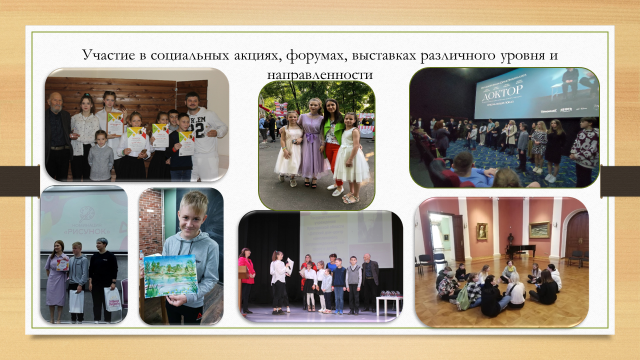 Участие в социальных акциях, форумах, выставках различного уровня и
направленности
ДОКТОР